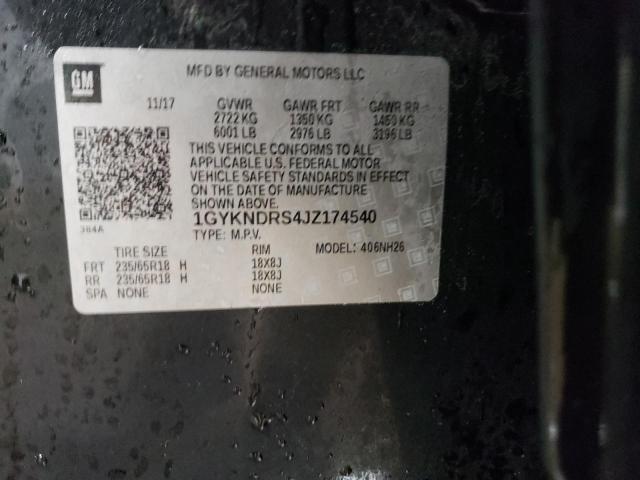 GM
MFD BY GENERAL MOTORS LLC
11/17 GVWR GAWR FRT GAWR RR
2722 KG 1350 KG 1450 KG
6001 LB 2976 LB 3196 LB
THIS VEHICLE CONFORMS TO ALL
APPLICABLE U.S. FEDERAL MOTOR
VEHICLE SAFETY STANDARDS IN EFFECT
ON THE DATE OF MANUFACTURE
SHOWN ABOVE.
384A
1GYKNDRS4JZ174540
TYPE: M.P.V. MODEL: 406NH26
TIRE SIZE RIM
FRT 235/65R18 H 18X8J
RR 235/65R18 H 18X8J
SPA NONE NONE